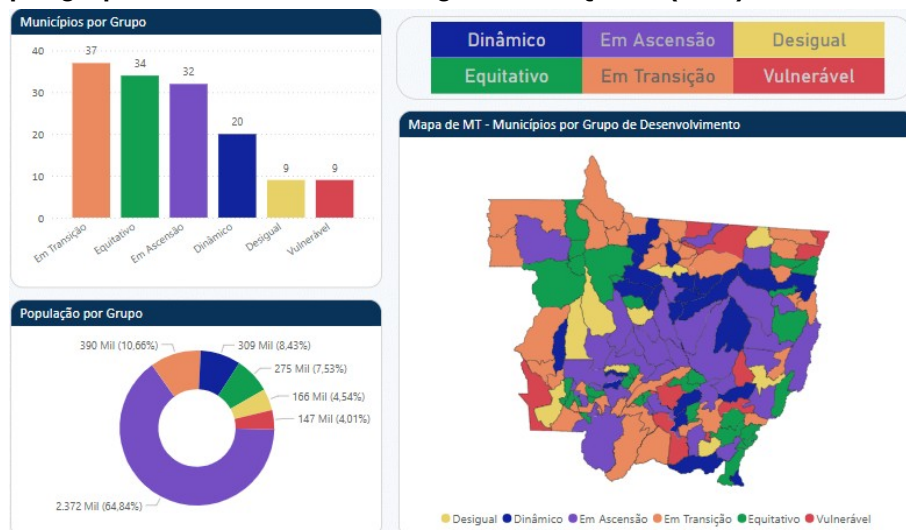 Municípios por Grupo
40
30
20
10
0
37
34
32
20
9
9
Em Transição
Equitativo
Em Ascensão
Dinâmico
Desigual
Vulnerável
Dinâmico
Em Ascensão
Desigual
Equitativo
Em Transição
Vulnerável
População por Grupo
390 Mil (10,66%)
309 Mil (8,43%)
275 Mil (7,53%)
166 Mil (4,54%)
147 Mil (4,01%)
2.372 Mil (64,84%)
Mapa de MT - Municípios por Grupo de Desenvolvimento
Desigual Dinâmico Em Ascensão Em Transição Equitativo Vulnerável